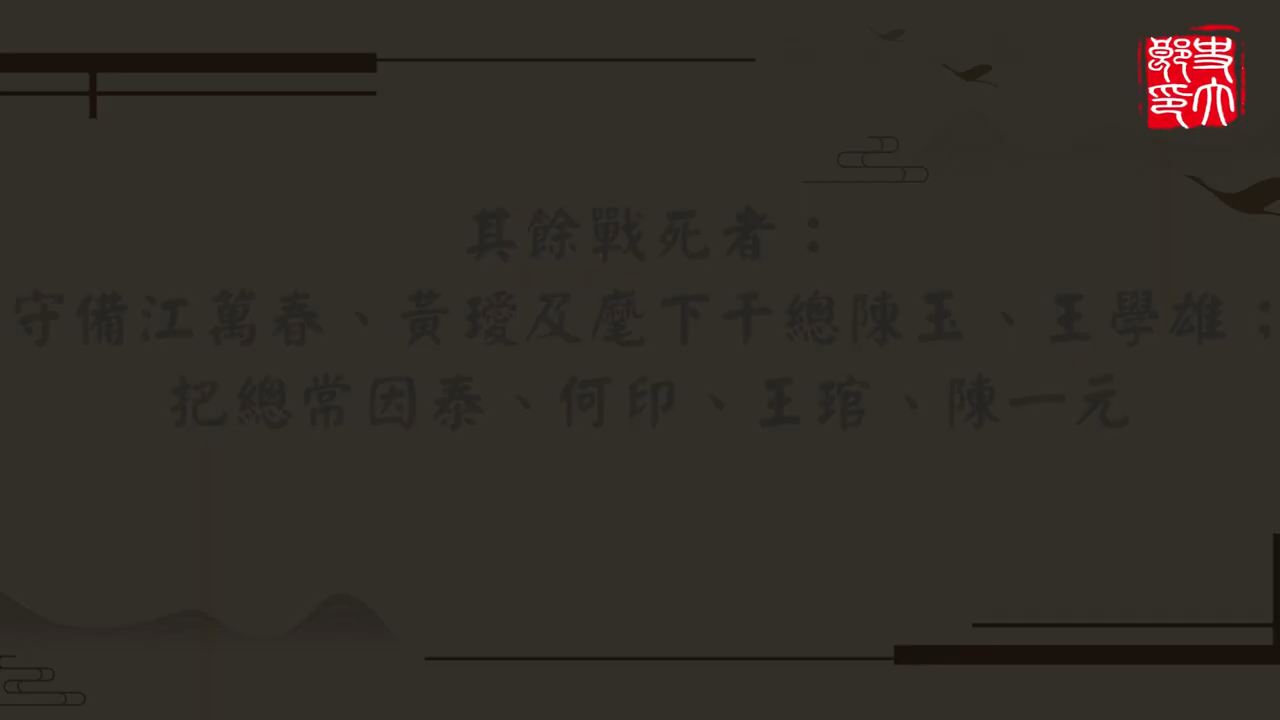 其餘戰死者：
守備江萬春、黃璦及麾下千總陳玉、王學雄；
把總常因泰、何印、王琯、陳一元